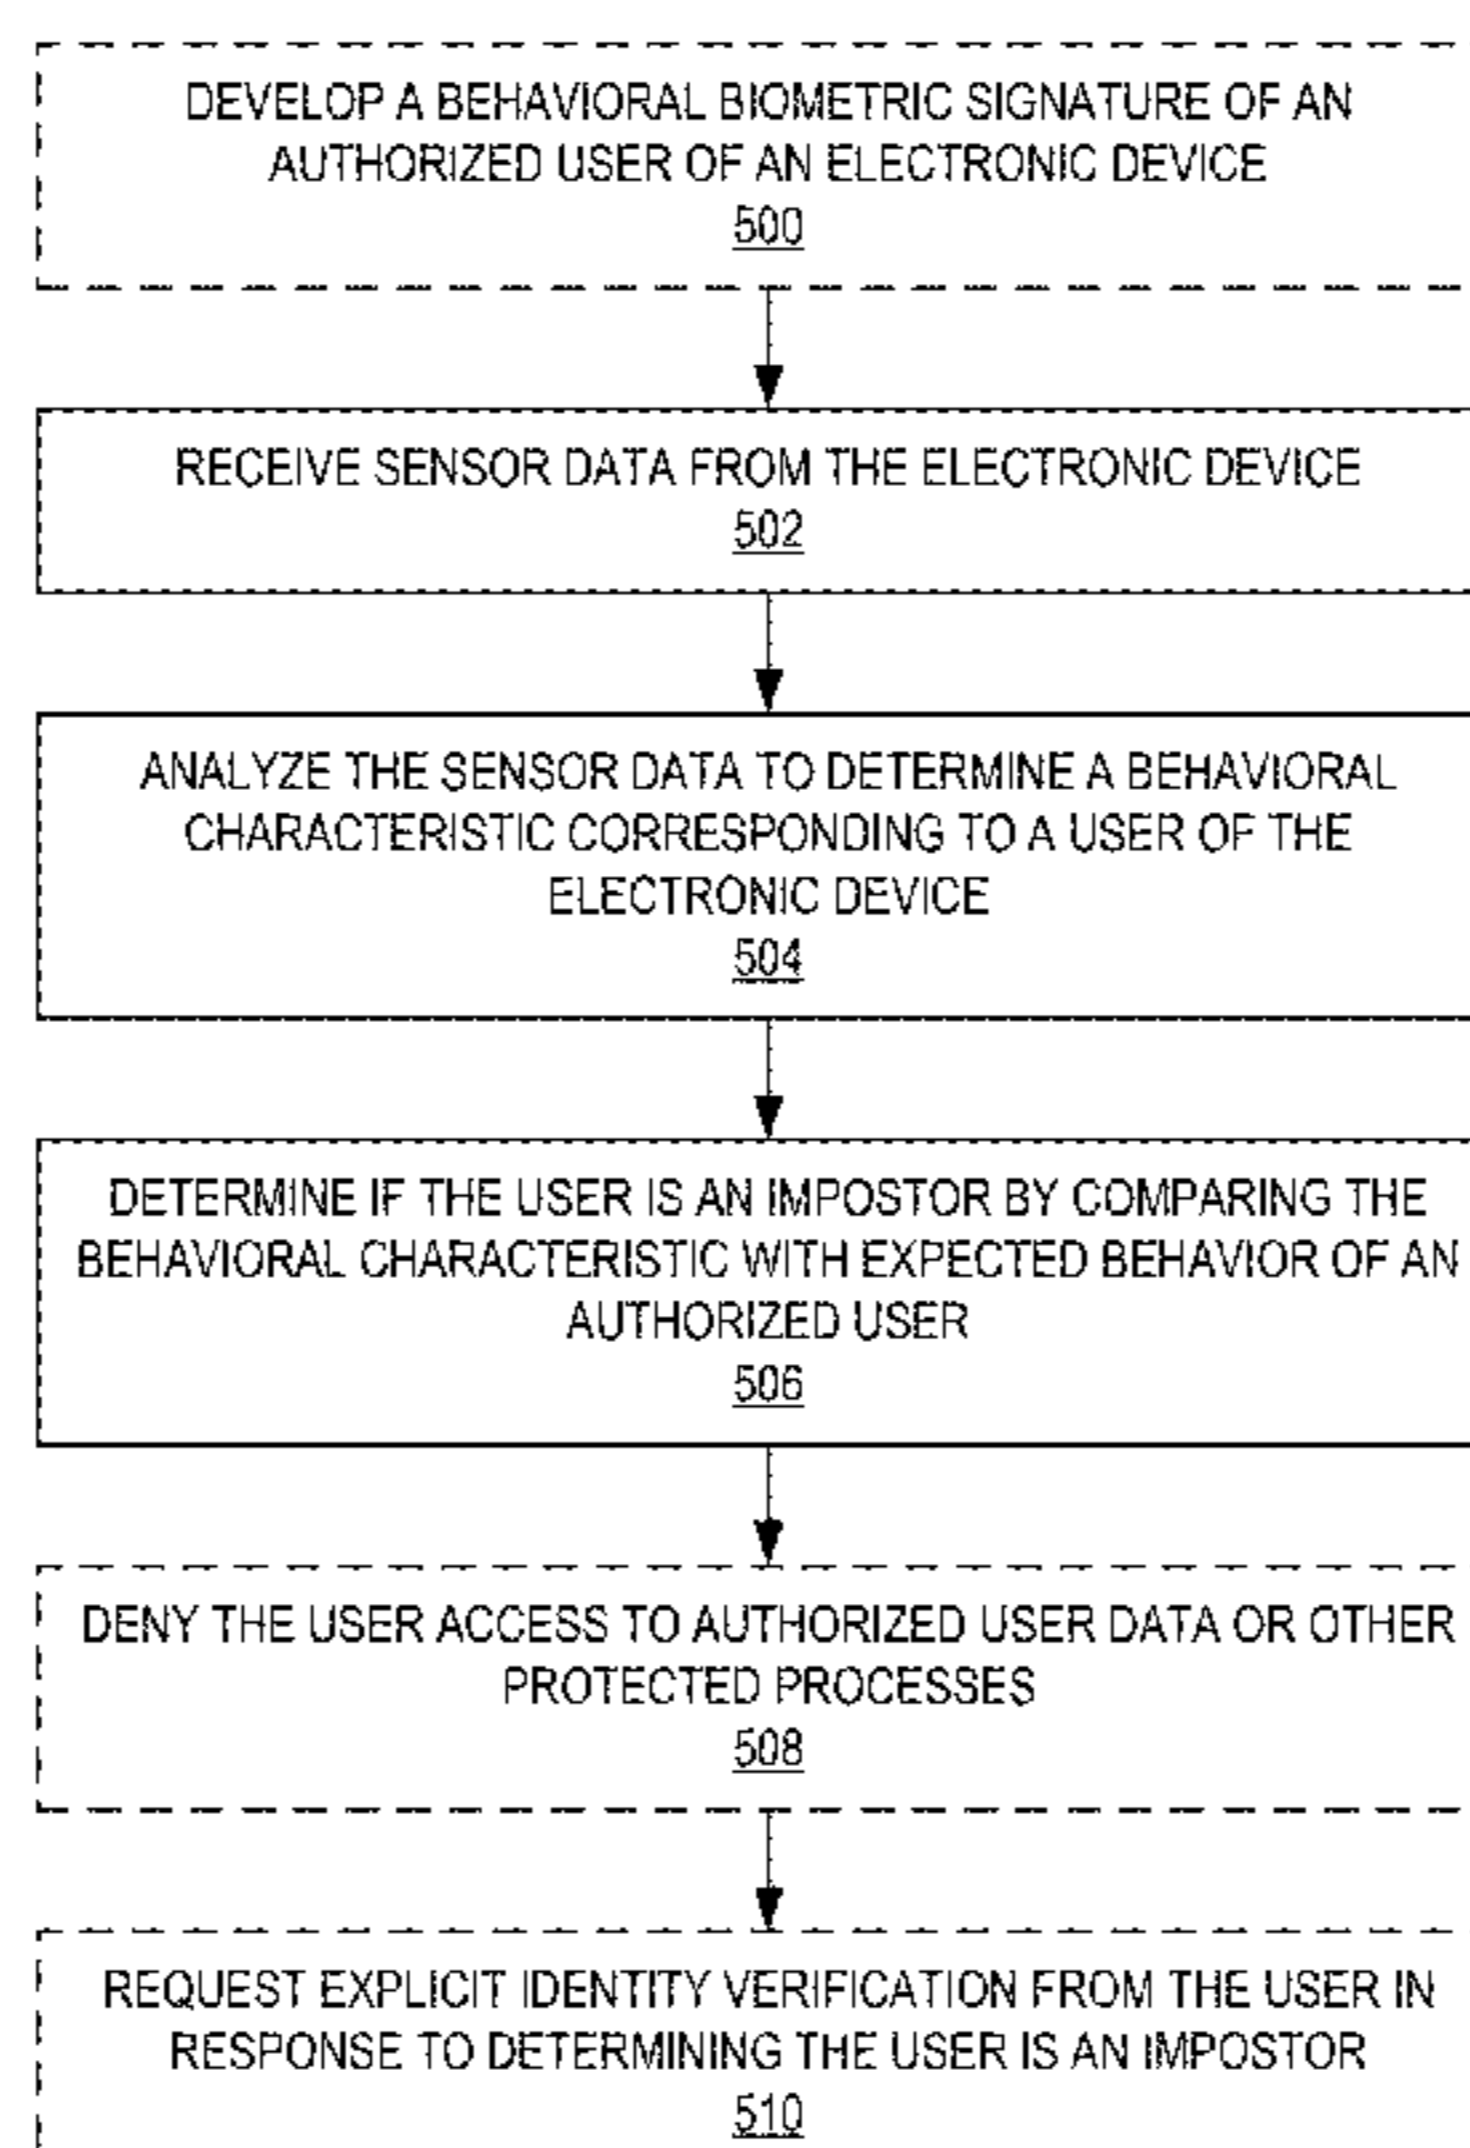 DEVELOP A BEHAVIORAL BIOMETRIC SIGNATURE OF AN
AUTHORIZED USER OF AN ELECTRONIC DEVICE
500
RECEIVE SENSOR DATA FROM THE ELECTRONIC DEVICE
502
ANALYZE THE SENSOR DATA TO DETERMINE A BEHAVIORAL
CHARACTERISTIC CORRESPONDING TO A USER OF THE
ELECTRONIC DEVICE
504
DETERMINE IF THE USER IS AN IMPOSTOR BY COMPARING THE
BEHAVIORAL CHARACTERISTIC WITH EXPECTED BEHAVIOR OF AN
AUTHORIZED USER
506
DENY THE USER ACCESS TO AUTHORIZED USER DATA OR OTHER
PROTECTED PROCESSES
508
REQUEST EXPLICIT IDENTITY VERIFICATION FROM THE USER IN
RESPONSE TO DETERMINING THE USER IS AN IMPOSTOR
510